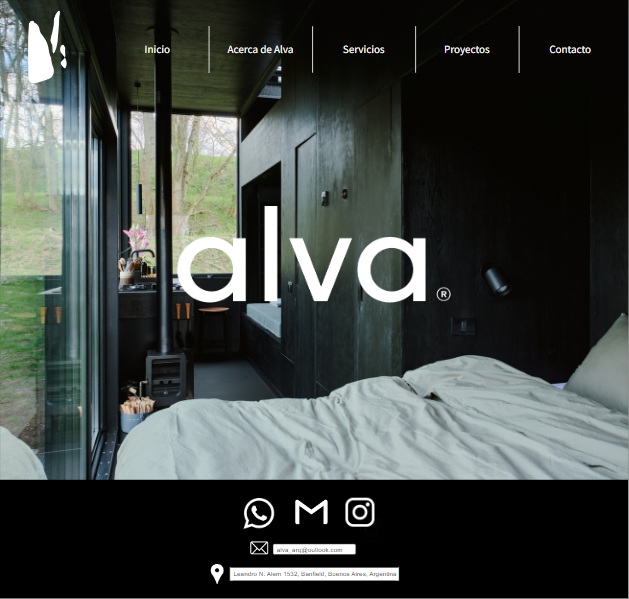 Inicio
Acerca de Alva
Servicios
Proyectos
Contacto
alva®
alva_arq@outlook.com
Leandro N. Alem 1532, Banfield, Buenos Aires, Argentina